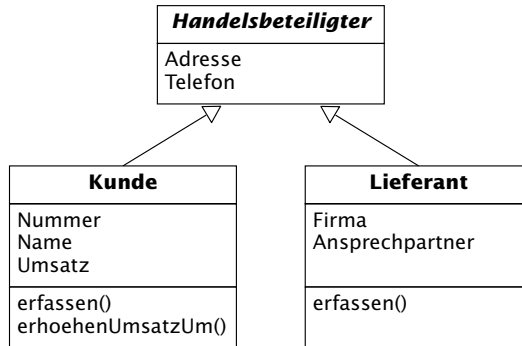 Handelsbeteiligter
Adresse
Telefon
Kunde
Nummer
Name
Umsatz
erfassen()
erhoehenUmsatzUm()
Lieferant
Firma
Ansprechpartner
erfassen()